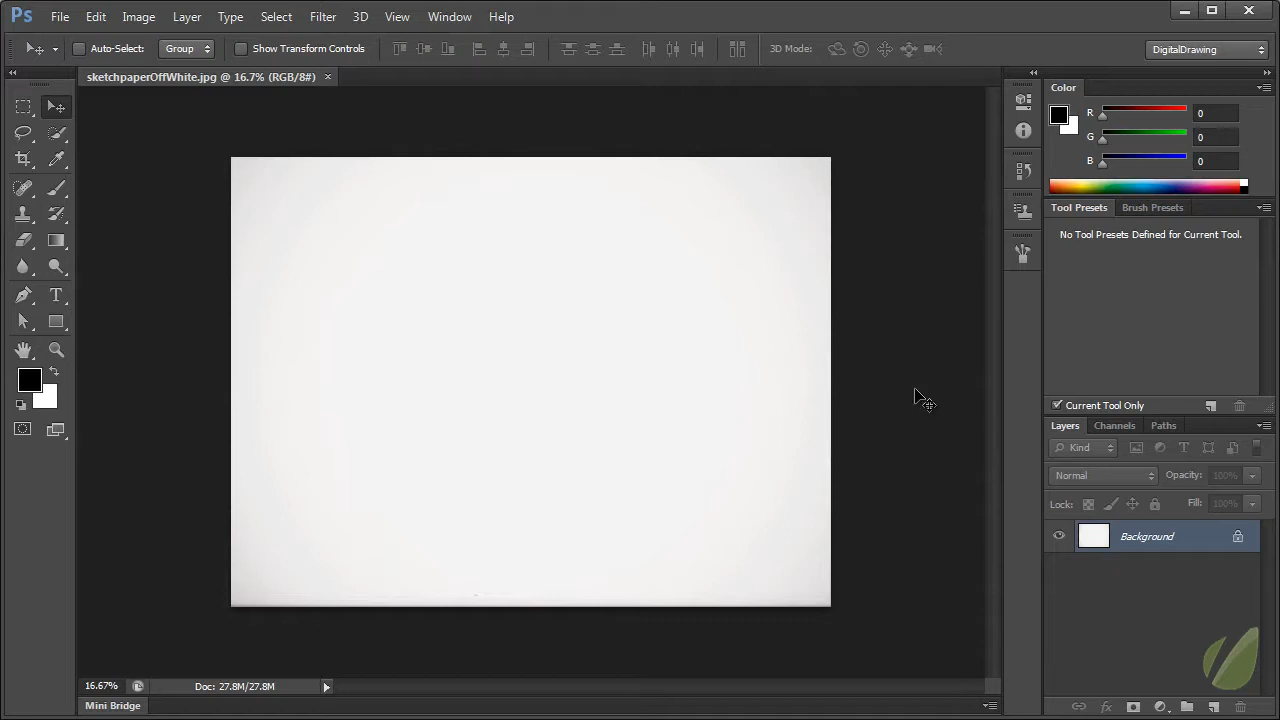 Ps File Edit Image Layer Type Select Filter 3D View Window Help
Auto-Select: Group Show Transform Controls 3D Mode: DigitalDrawing
sketchpaperOffWhite.jpg @ 16.7% (RGB/8#) ×
Color
R 0
G 0
B 0
Tool Presets Brush Presets
No Tool Presets Defined for Current Tool.
Current Tool Only
Layers Channels Paths
Kind
Normal Opacity: 100%
Lock: Fill: 100%
Background
16.67% Doc: 27.8M/27.8M
Mini Bridge